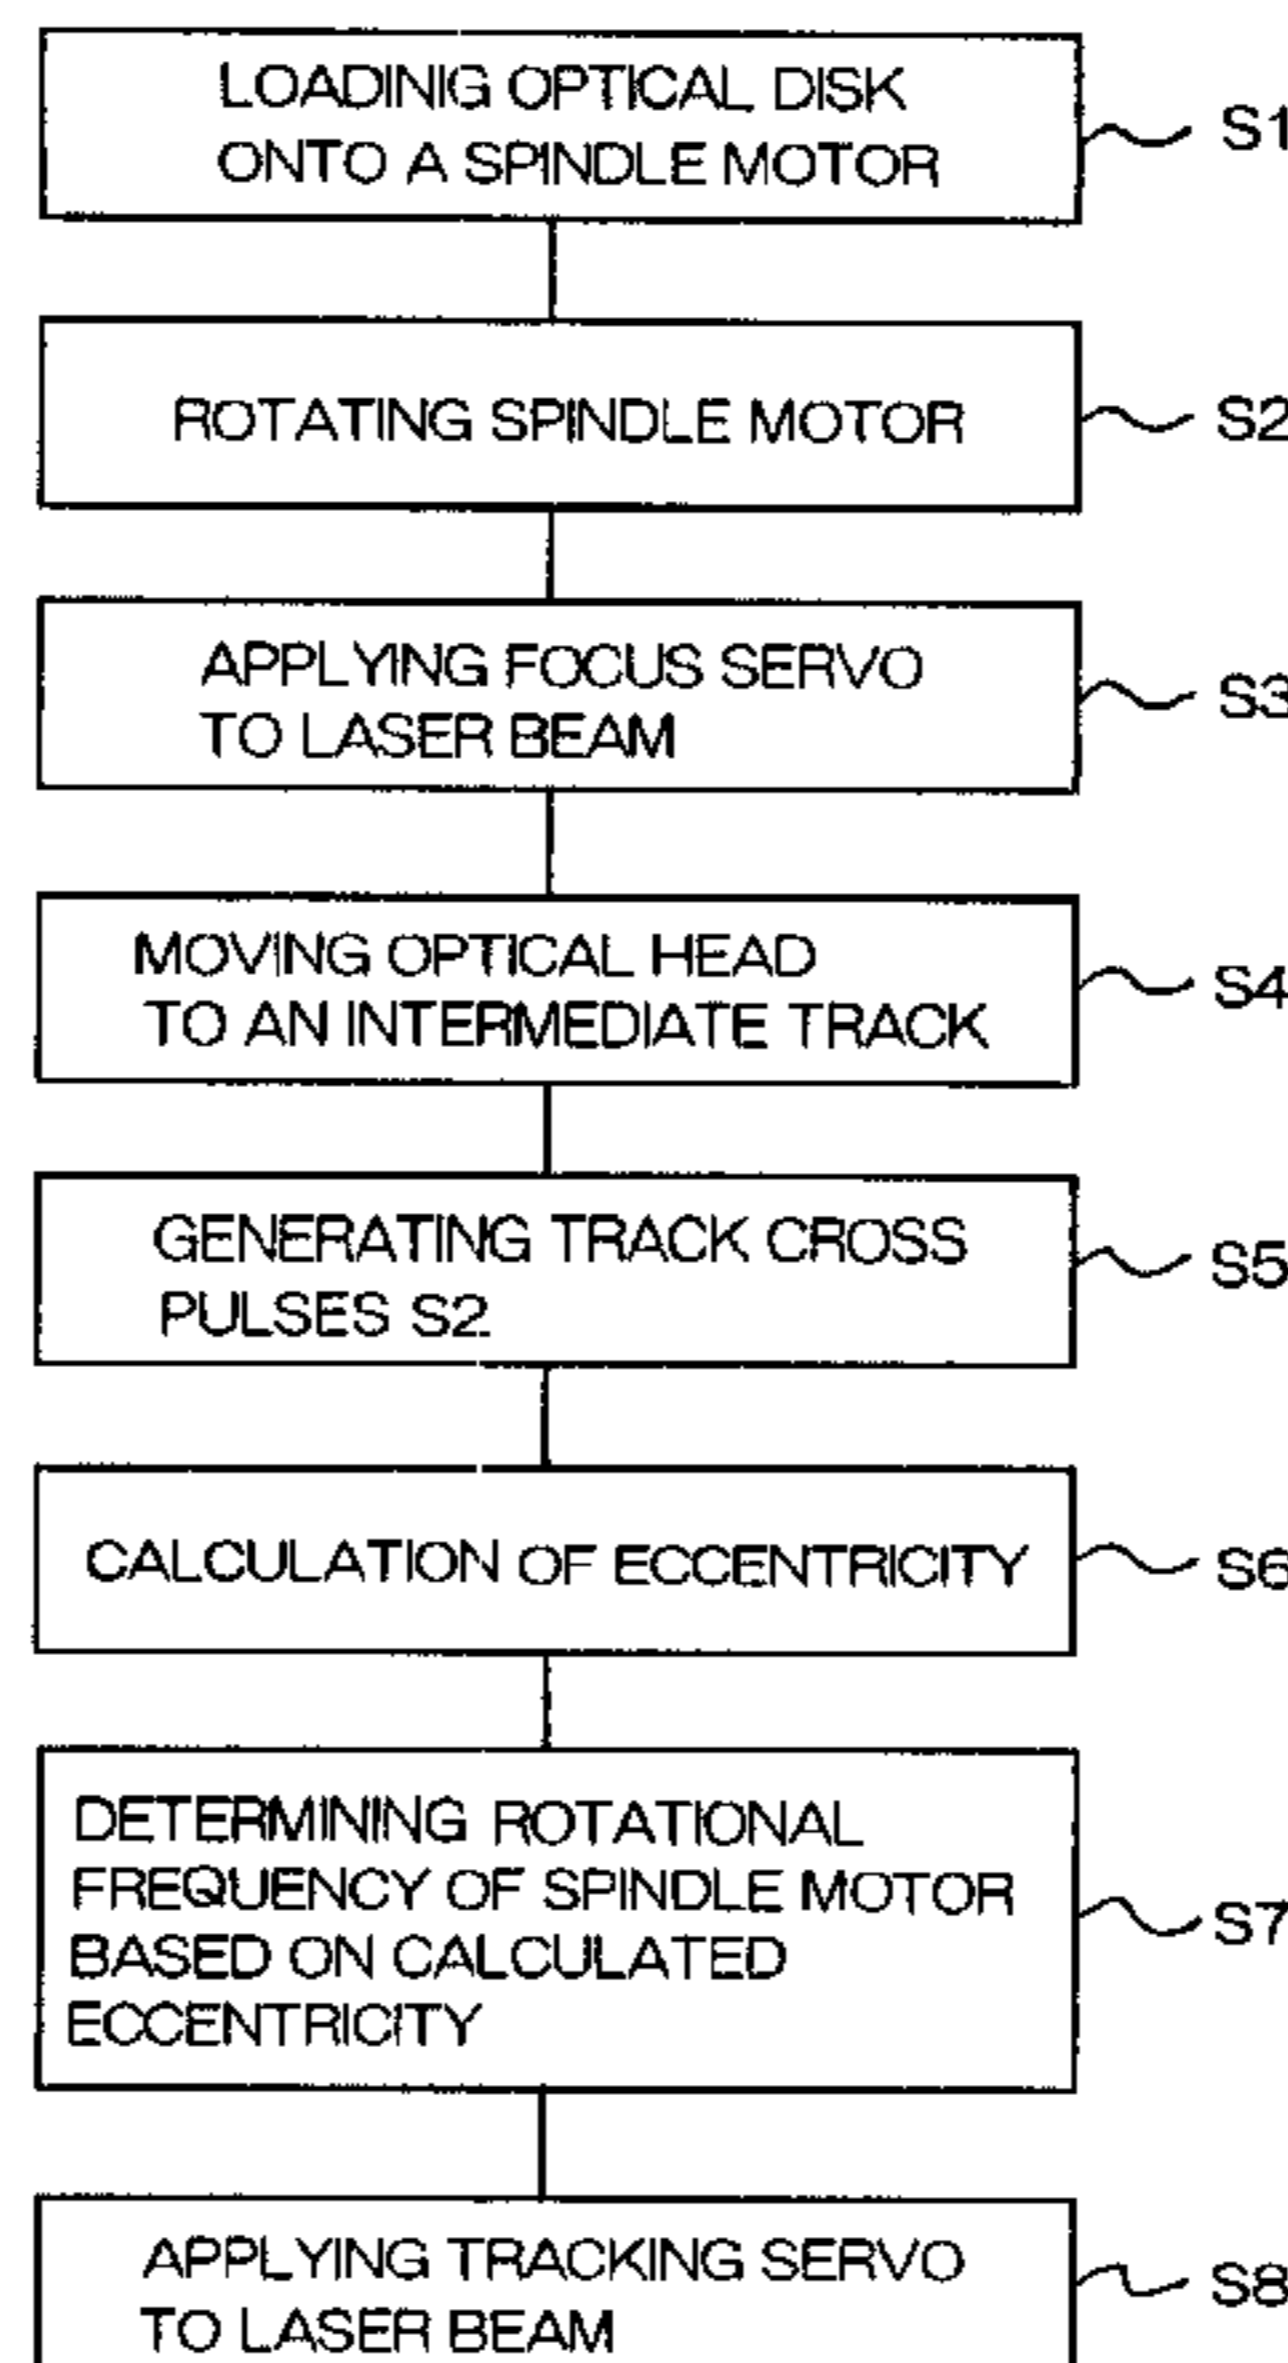 LOADINIG OPTICAL DISK
ONTO A SPINDLE MOTOR
S1
ROTATING SPINDLE MOTOR
S2
APPLYING FOCUS SERVO
TO LASER BEAM
S3
MOVING OPTICAL HEAD
TO AN INTERMEDIATE TRACK
S4
GENERATING TRACK CROSS
PULSES S2
S5
CALCULATION OF ECCENTRICITY
S6
DETERMINING ROTATIONAL
FREQUENCY OF SPINDLE MOTOR
BASED ON CALCULATED
ECCENTRICITY
S7
APPLYING TRACKING SERVO
TO LASER BEAM
S8